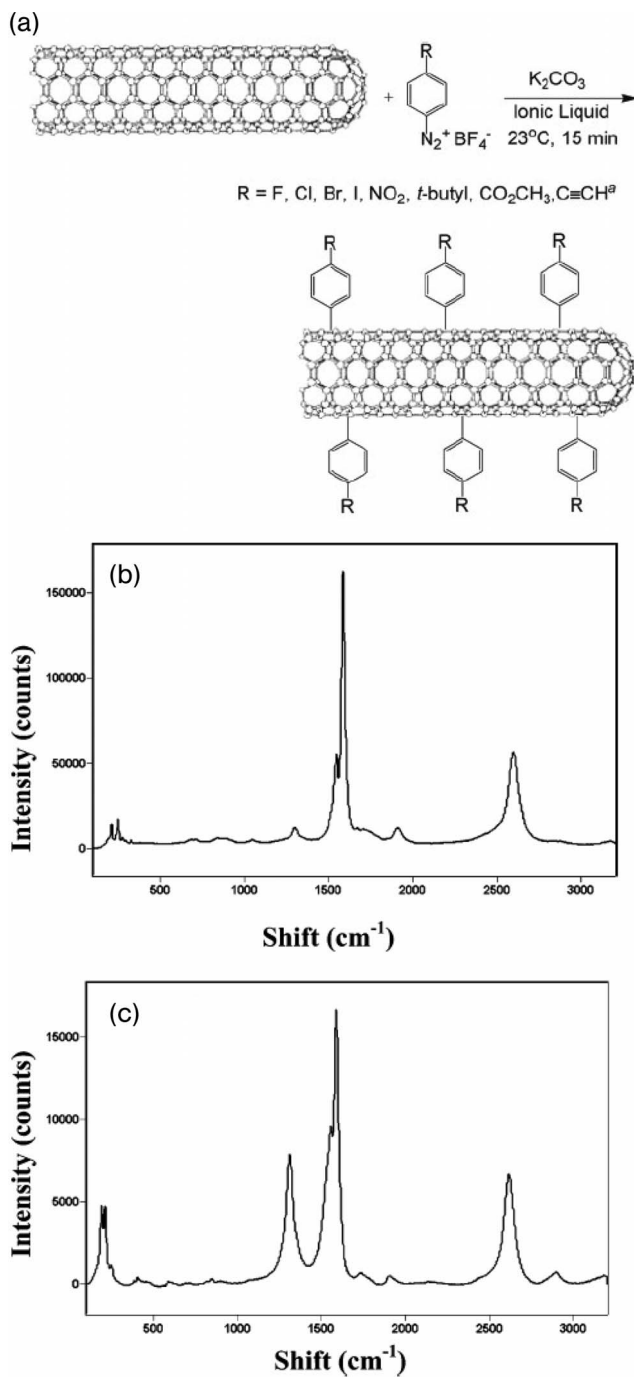 (a)
R
+
N₂⁺ BF₄⁻
K₂CO₃
Ionic Liquid
23°C, 15 min
R = F, Cl, Br, I, NO₂, t-butyl, CO₂CH₃,C≡CHᵃ
R R R
R R R
(b)
150000
100000
50000
0
Intensity (counts)
500 1000 1500 2000 2500 3000
Shift (cm⁻¹)
(c)
15000
10000
5000
0
Intensity (counts)
500 1000 1500 2000 2500 3000
Shift (cm⁻¹)